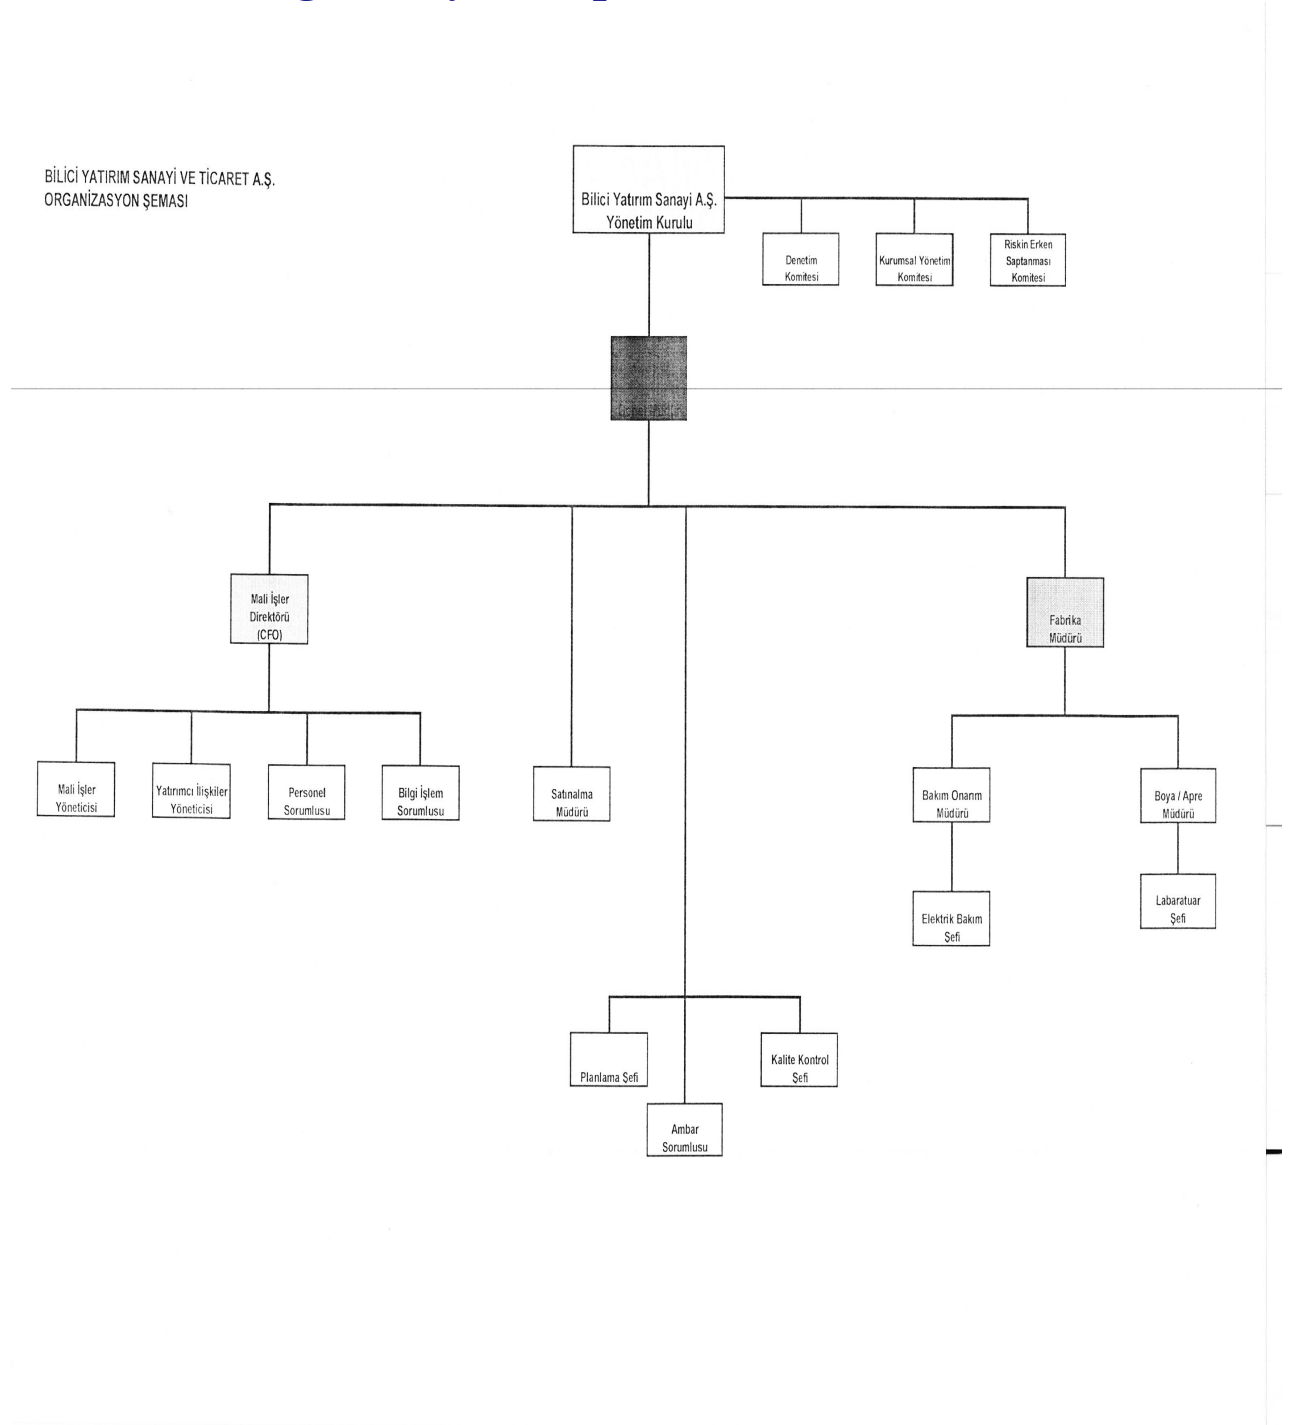 BİLİCİ YATIRIM SANAYİ VE TİCARET A.Ş.
ORGANİZASYON ŞEMASI
Bilici Yatırım Sanayi A.Ş.
Yönetim Kurulu
Denetim
Komitesi
Kurumsal Yönetim
Komitesi
Riskin Erken
Saptanması
Komitesi
Mali İşler
Direktörü
(CFO)
Fabrika
Müdürü
Mali İşler
Yöneticisi
Yatırımcı İlişkiler
Yöneticisi
Personel
Sorumlusu
Bilgi İşlem
Sorumlusu
Satınalma
Müdürü
Bakım Onarım
Müdürü
Boya / Apre
Müdürü
Elektrik Bakım
Şefi
Labaratuar
Şefi
Planlama Şefi
Kalite Kontrol
Şefi
Ambar
Sorumlusu